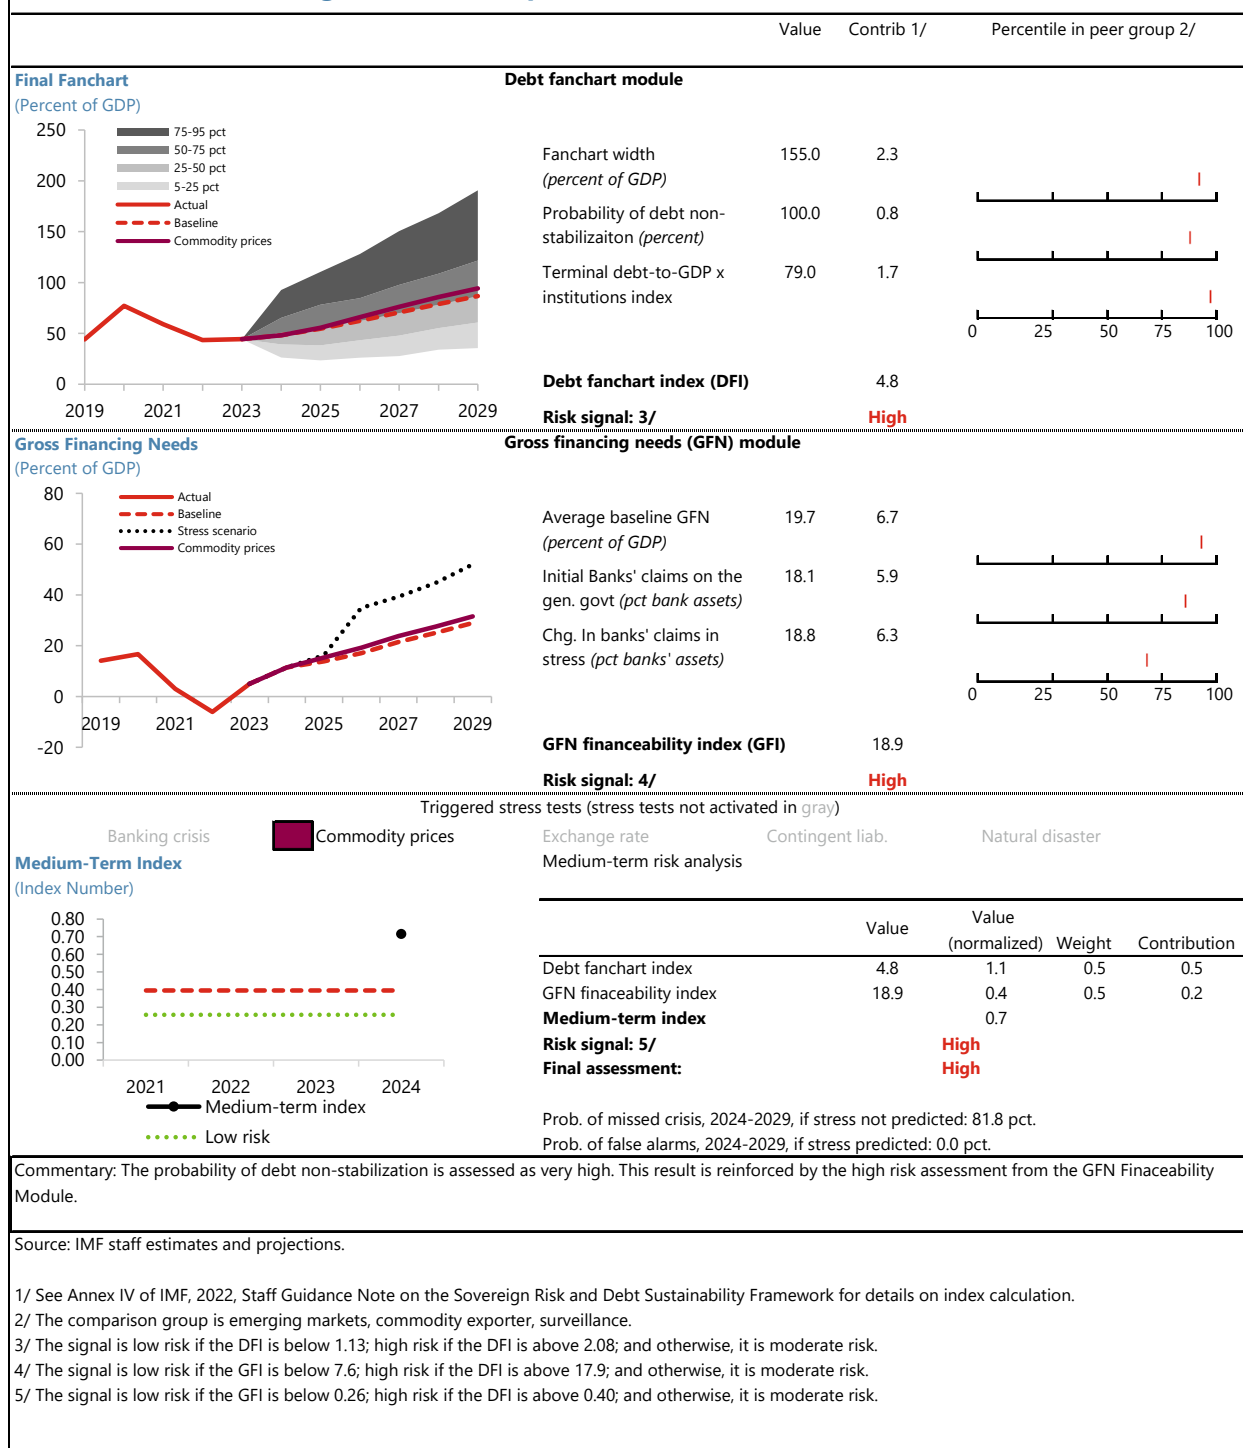 Value Contrib 1/ Percentile in peer group 2/
Final Fanchart
(Percent of GDP)
250
200
150
100
50
0
75-95 pct
50-75 pct
25-50 pct
5-25 pct
Actual
Baseline
Commodity prices
2019 2021 2023 2025 2027 2029
Debt fanchart module
Fanchart width 155.0 2.3
(percent of GDP)
Probability of debt non- 100.0 0.8
stabilizaiton (percent)
Terminal debt-to-GDP x 79.0 1.7
institutions index
0 25 50 75 100
Debt fanchart index (DFI) 4.8
Risk signal: 3/ High
Gross Financing Needs
(Percent of GDP)
80
60
40
20
0
-20
Actual
Baseline
Stress scenario
Commodity prices
2019 2021 2023 2025 2027 2029
Gross financing needs (GFN) module
Average baseline GFN 19.7 6.7
(percent of GDP)
Initial Banks' claims on the 18.1 5.9
gen. govt (pct bank assets)
Chg. In banks' claims in 18.8 6.3
stress (pct banks' assets)
0 25 50 75 100
GFN financeability index (GFI) 18.9
Risk signal: 4/ High
Triggered stress tests (stress tests not activated in gray)
Banking crisis Commodity prices Exchange rate Contingent liab. Natural disaster
Medium-Term Index
(Index Number)
0.80
0.70
0.60
0.50
0.40
0.30
0.20
0.10
0.00
2021 2022 2023 2024
Medium-term index
Low risk
Medium-term risk analysis
Value Value
(normalized) Weight Contribution
Debt fanchart index 4.8 1.1 0.5 0.5
GFN finaceability index 18.9 0.4 0.5 0.2
Medium-term index 0.7
Risk signal: 5/ High
Final assessment: High
Prob. of missed crisis, 2024-2029, if stress not predicted: 81.8 pct.
Prob. of false alarms, 2024-2029, if stress predicted: 0.0 pct.
Commentary: The probability of debt non-stabilization is assessed as very high. This result is reinforced by the high risk assessment from the GFN Finaceability
Module.
Source: IMF staff estimates and projections.
1/ See Annex IV of IMF, 2022, Staff Guidance Note on the Sovereign Risk and Debt Sustainability Framework for details on index calculation.
2/ The comparison group is emerging markets, commodity exporter, surveillance.
3/ The signal is low risk if the DFI is below 1.13; high risk if the DFI is above 2.08; and otherwise, it is moderate risk.
4/ The signal is low risk if the GFI is below 7.6; high risk if the DFI is above 17.9; and otherwise, it is moderate risk.
5/ The signal is low risk if the GFI is below 0.26; high risk if the DFI is above 0.40; and otherwise, it is moderate risk.